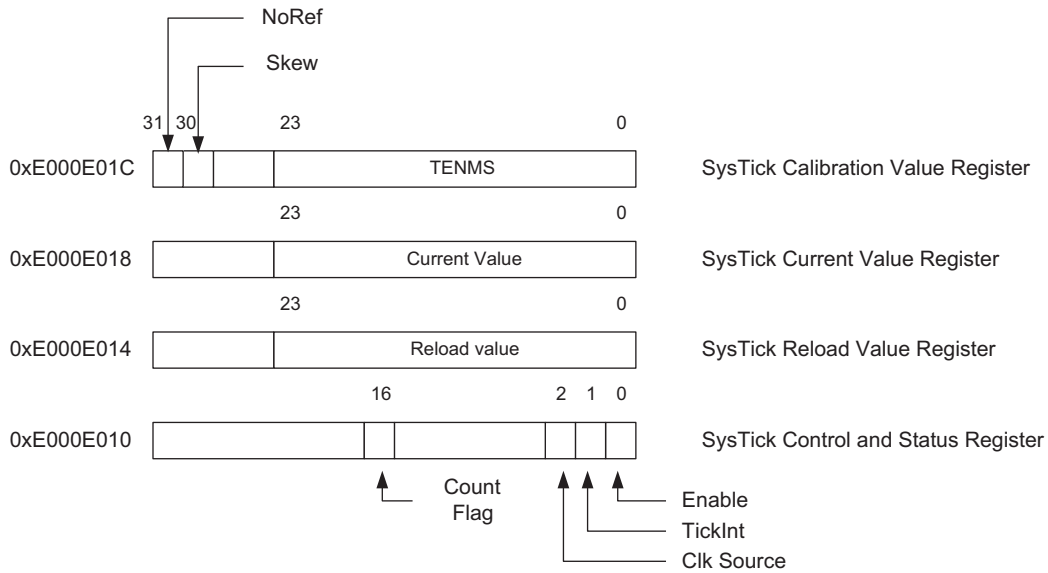 NoRef
Skew
31 30 23 0
0xE000E01C TENMS SysTick Calibration Value Register
23 0
0xE000E018 Current Value SysTick Current Value Register
23 0
0xE000E014 Reload value SysTick Reload Value Register
16 2 1 0
0xE000E010 SysTick Control and Status Register
Count
Flag
Enable
TickInt
Clk Source